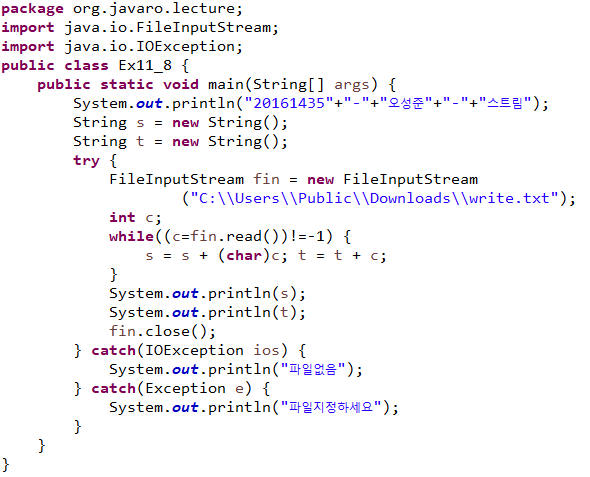 package org.javaro.lecture;
import java.io.FileInputStream;
import java.io.IOException;
public class Ex11_8 {
    public static void main(String[] args) {
        System.out.println("20161435"+"-"+"오성준"+"-"+"스트림");
        String s = new String();
        String t = new String();
        try {
            FileInputStream fin = new FileInputStream
                    ("C:\\Users\\Public\\Downloads\\write.txt");
            int c;
            while((c=fin.read())!=-1) {
                s = s + (char)c; t = t + c;
            }
            System.out.println(s);
            System.out.println(t);
            fin.close();
        } catch(IOException ios) {
            System.out.println("파일없음");
        } catch(Exception e) {
            System.out.println("파일지정하세요");
        }
    }
}